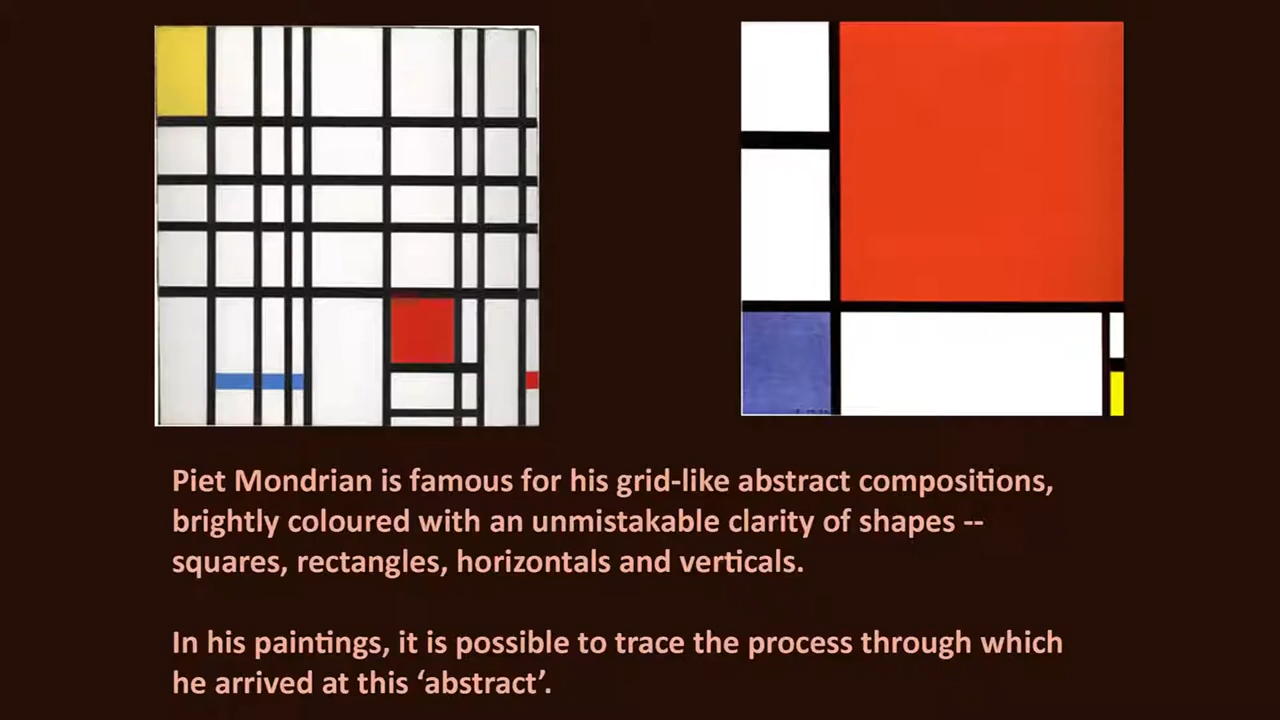 Piet Mondrian is famous for his grid-like abstract compositions,
brightly coloured with an unmistakable clarity of shapes --
squares, rectangles, horizontals and verticals.
In his paintings, it is possible to trace the process through which
he arrived at this ‘abstract’.